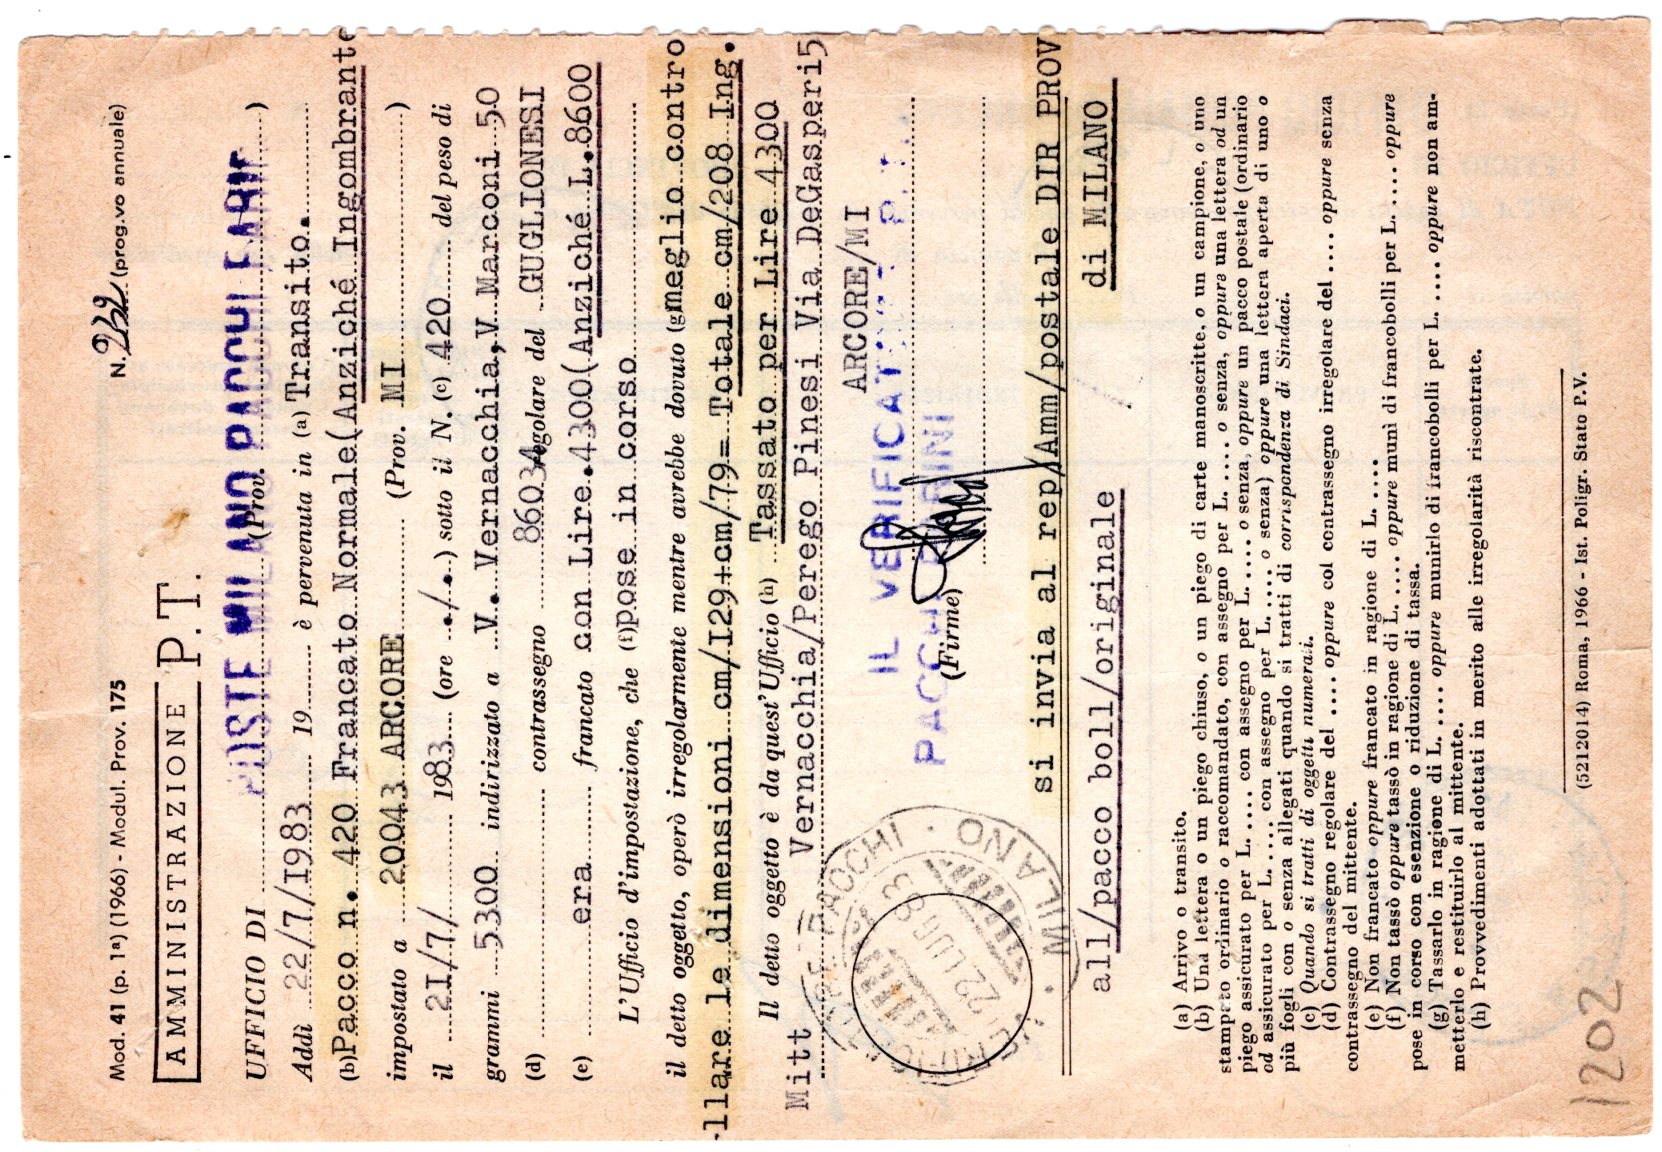 Mod. 41 (p. 1ª) (1966) - Modul. Prov. 175
N. 232 (prog.vo annuale)
AMMINISTRAZIONE P.T.
UFFICIO DI POSTE MILANO PACCHI FARINI (Prov. )
Addì 22/7/1983 19 è pervenuta in (a) Transito.
(b) Pacco n. 420 Francato Normale(Anziché Ingombrante
impostato a 20043 ARCORE (Prov. MI )
il 21/7/ 1983 (ore ./.) sotto il N. (c) 420 del peso di
grammi 5300 indirizzato a V. Vernacchia,V Marconi 50
(d) contrassegno 86034 regolare del GUGLIONESI
(e) era francato con Lire.4300(Anziché L.8600
L'Ufficio d'impostazione, che (f) pose in corso
il detto oggetto, operò irregolarmente mentre avrebbe dovuto (g meglio contro
-llare le dimensioni cm/129+cm/79= Totale cm/208 Ing.
Il detto oggetto è da quest'Ufficio (h) Tassato per Lire 4300
Mitt Vernacchia/Perego Pinesi Via DeGasperi5
ARCORE/MI
IL VERIFICATORE P.T.
PACCHI FARINI
(Firme)
VERIFICATORE PACCHI · MILANO ·
22 LUG 83
si invia al rep/Amm/postale DIR PROV
di MILANO
all/pacco boll/originale
(a) Arrivo o transito.
(b) Una lettera o un piego chiuso, o un piego di carte manoscritte, o un campione, o uno
stampato ordinario o raccomandato, con assegno per L. .... o senza, oppure una lettera od un
piego assicurato per L. .... con assegno per L. .... o senza, oppure un pacco postale (ordinario
od assicurato per L. .... con assegno per L. .... o senza) oppure una lettera aperta di uno o
più fogli con o senza allegati quando si tratti di corrispondenza di Sindaci.
(c) Quando si tratti di oggetti numerati.
(d) Contrassegno regolare del .... oppure col contrassegno irregolare del .... oppure senza
contrassegno del mittente.
(e) Non francato oppure francato in ragione di L. ....
(f) Non tassò oppure tassò in ragione di L. .... oppure munì di francobolli per L. .... oppure
pose in corso con esenzione o riduzione di tassa.
(g) Tassarlo in ragione di L. .... oppure munirlo di francobolli per L. .... oppure non am-
metterlo e restituirlo al mittente.
(h) Provvedimenti adottati in merito alle irregolarità riscontrate.
(5212014) Roma, 1966 - Ist. Poligr. Stato P.V.
1202